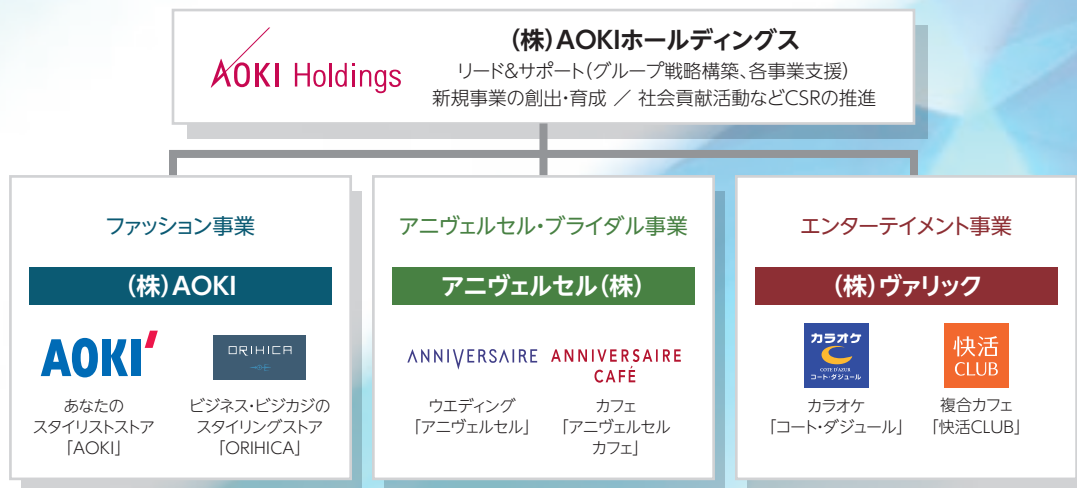 AOKI Holdings
(株)AOKIホールディングス
リード&サポート(グループ戦略構築、各事業支援)
新規事業の創出・育成 ／ 社会貢献活動などCSRの推進
ファッション事業
(株)AOKI
AOKI
あなたの
スタイリストストア
「AOKI」
ORIHICA
ビジネス・ビジカジの
スタイリングストア
「ORIHICA」
アニヴェルセル・ブライダル事業
アニヴェルセル(株)
ANNIVERSAIRE
ウエディング
「アニヴェルセル」
ANNIVERSAIRE
CAFÉ
カフェ
「アニヴェルセル
カフェ」
エンターテイメント事業
(株)ヴァリック
カラオケ
COTE D'AZUR
コート・ダジュール
カラオケ
「コート・ダジュール」
快活
CLUB
複合カフェ
「快活CLUB」